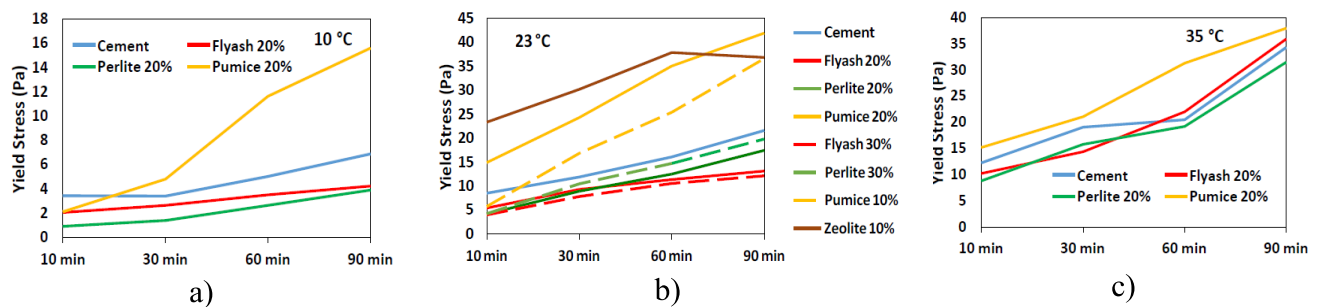 18
16
14
12
10
8
6
4
2
0
Yield Stress (Pa)
10 °C
Cement
Flyash 20%
Perlite 20%
Pumice 20%
10 min
30 min
60 min
90 min
a)
45
40
35
30
25
20
15
10
5
0
Yield Stress (Pa)
23 °C
10 min
30 min
60 min
90 min
Cement
Flyash 20%
Perlite 20%
Pumice 20%
Flyash 30%
Perlite 30%
Pumice 10%
Zeolite 10%
b)
40
35
30
25
20
15
10
5
0
Yield Stress (Pa)
35 °C
Cement
Flyash 20%
Perlite 20%
Pumice 20%
10 min
30 min
60 min
90 min
c)